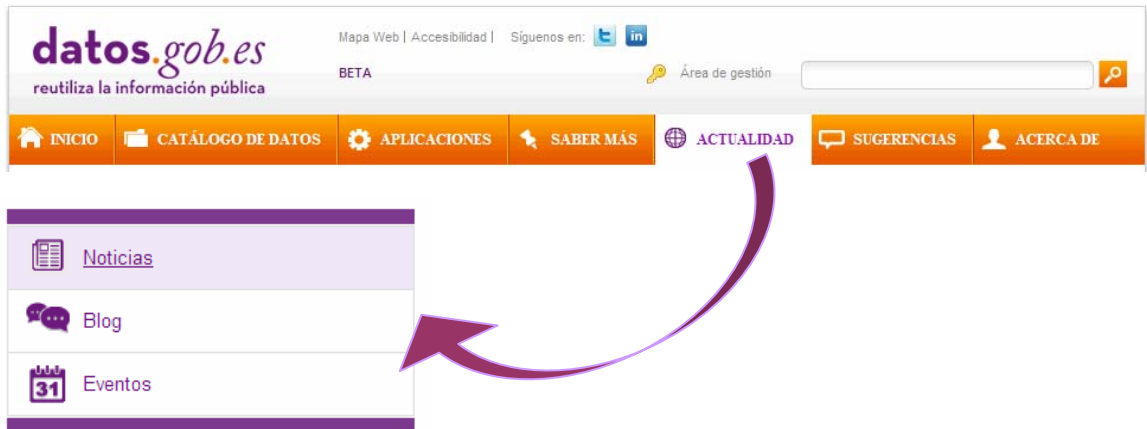 Mapa Web | Accesibilidad | Síguenos en:
datos.gob.es
BETA
Área de gestión
reutiliza la información pública
INICIO CATÁLOGO DE DATOS APLICACIONES SABER MÁS ACTUALIDAD SUGERENCIAS ACERCA DE
Noticias
Blog
31 Eventos